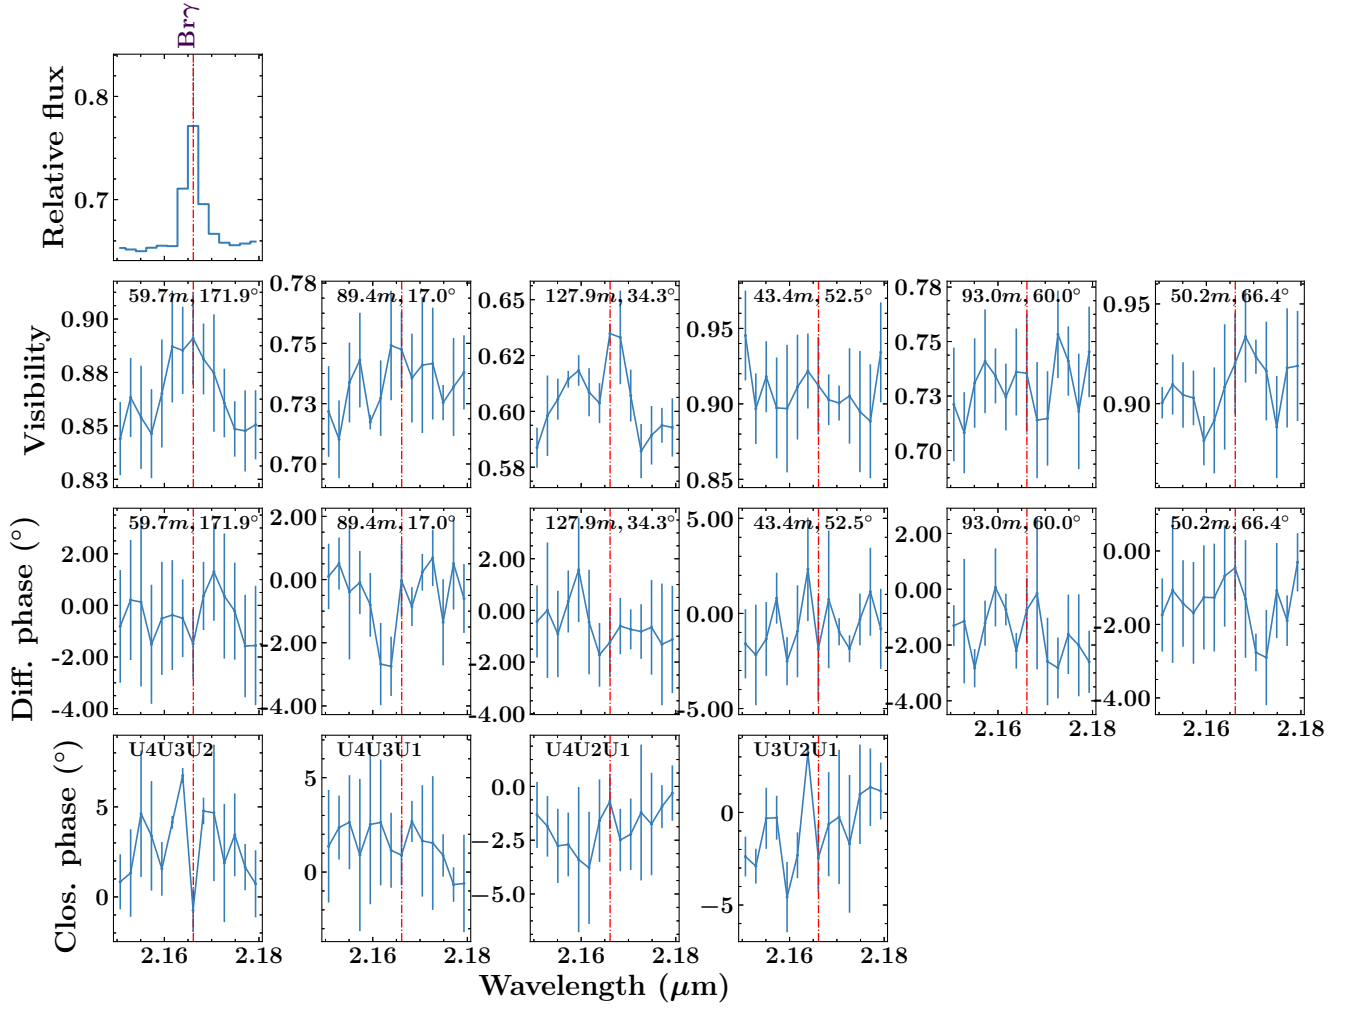 Brγ
Relative flux
0.8
0.7
Visibility
59.7m, 171.9°
0.90
0.88
0.85
0.83
89.4m, 17.0°
0.78
0.75
0.73
0.70
127.9m, 34.3°
0.65
0.62
0.60
0.58
43.4m, 52.5°
0.95
0.90
0.85
93.0m, 60.0°
0.78
0.75
0.73
0.70
50.2m, 66.4°
0.95
0.90
Diff. phase (°)
59.7m, 171.9°
2.00
0.00
-2.00
-4.00
89.4m, 17.0°
2.00
0.00
-2.00
-4.00
127.9m, 34.3°
2.00
0.00
-2.00
-4.00
43.4m, 52.5°
5.00
0.00
-5.00
93.0m, 60.0°
2.00
0.00
-2.00
-4.00
2.16 2.18
50.2m, 66.4°
0.00
-2.00
-4.00
2.16 2.18
Clos. phase (°)
U4U3U2
5
0
2.16 2.18
U4U3U1
5
0
2.16 2.18
U4U2U1
0.0
−2.5
−5.0
2.16 2.18
U3U2U1
0
−5
2.16 2.18
Wavelength (μm)